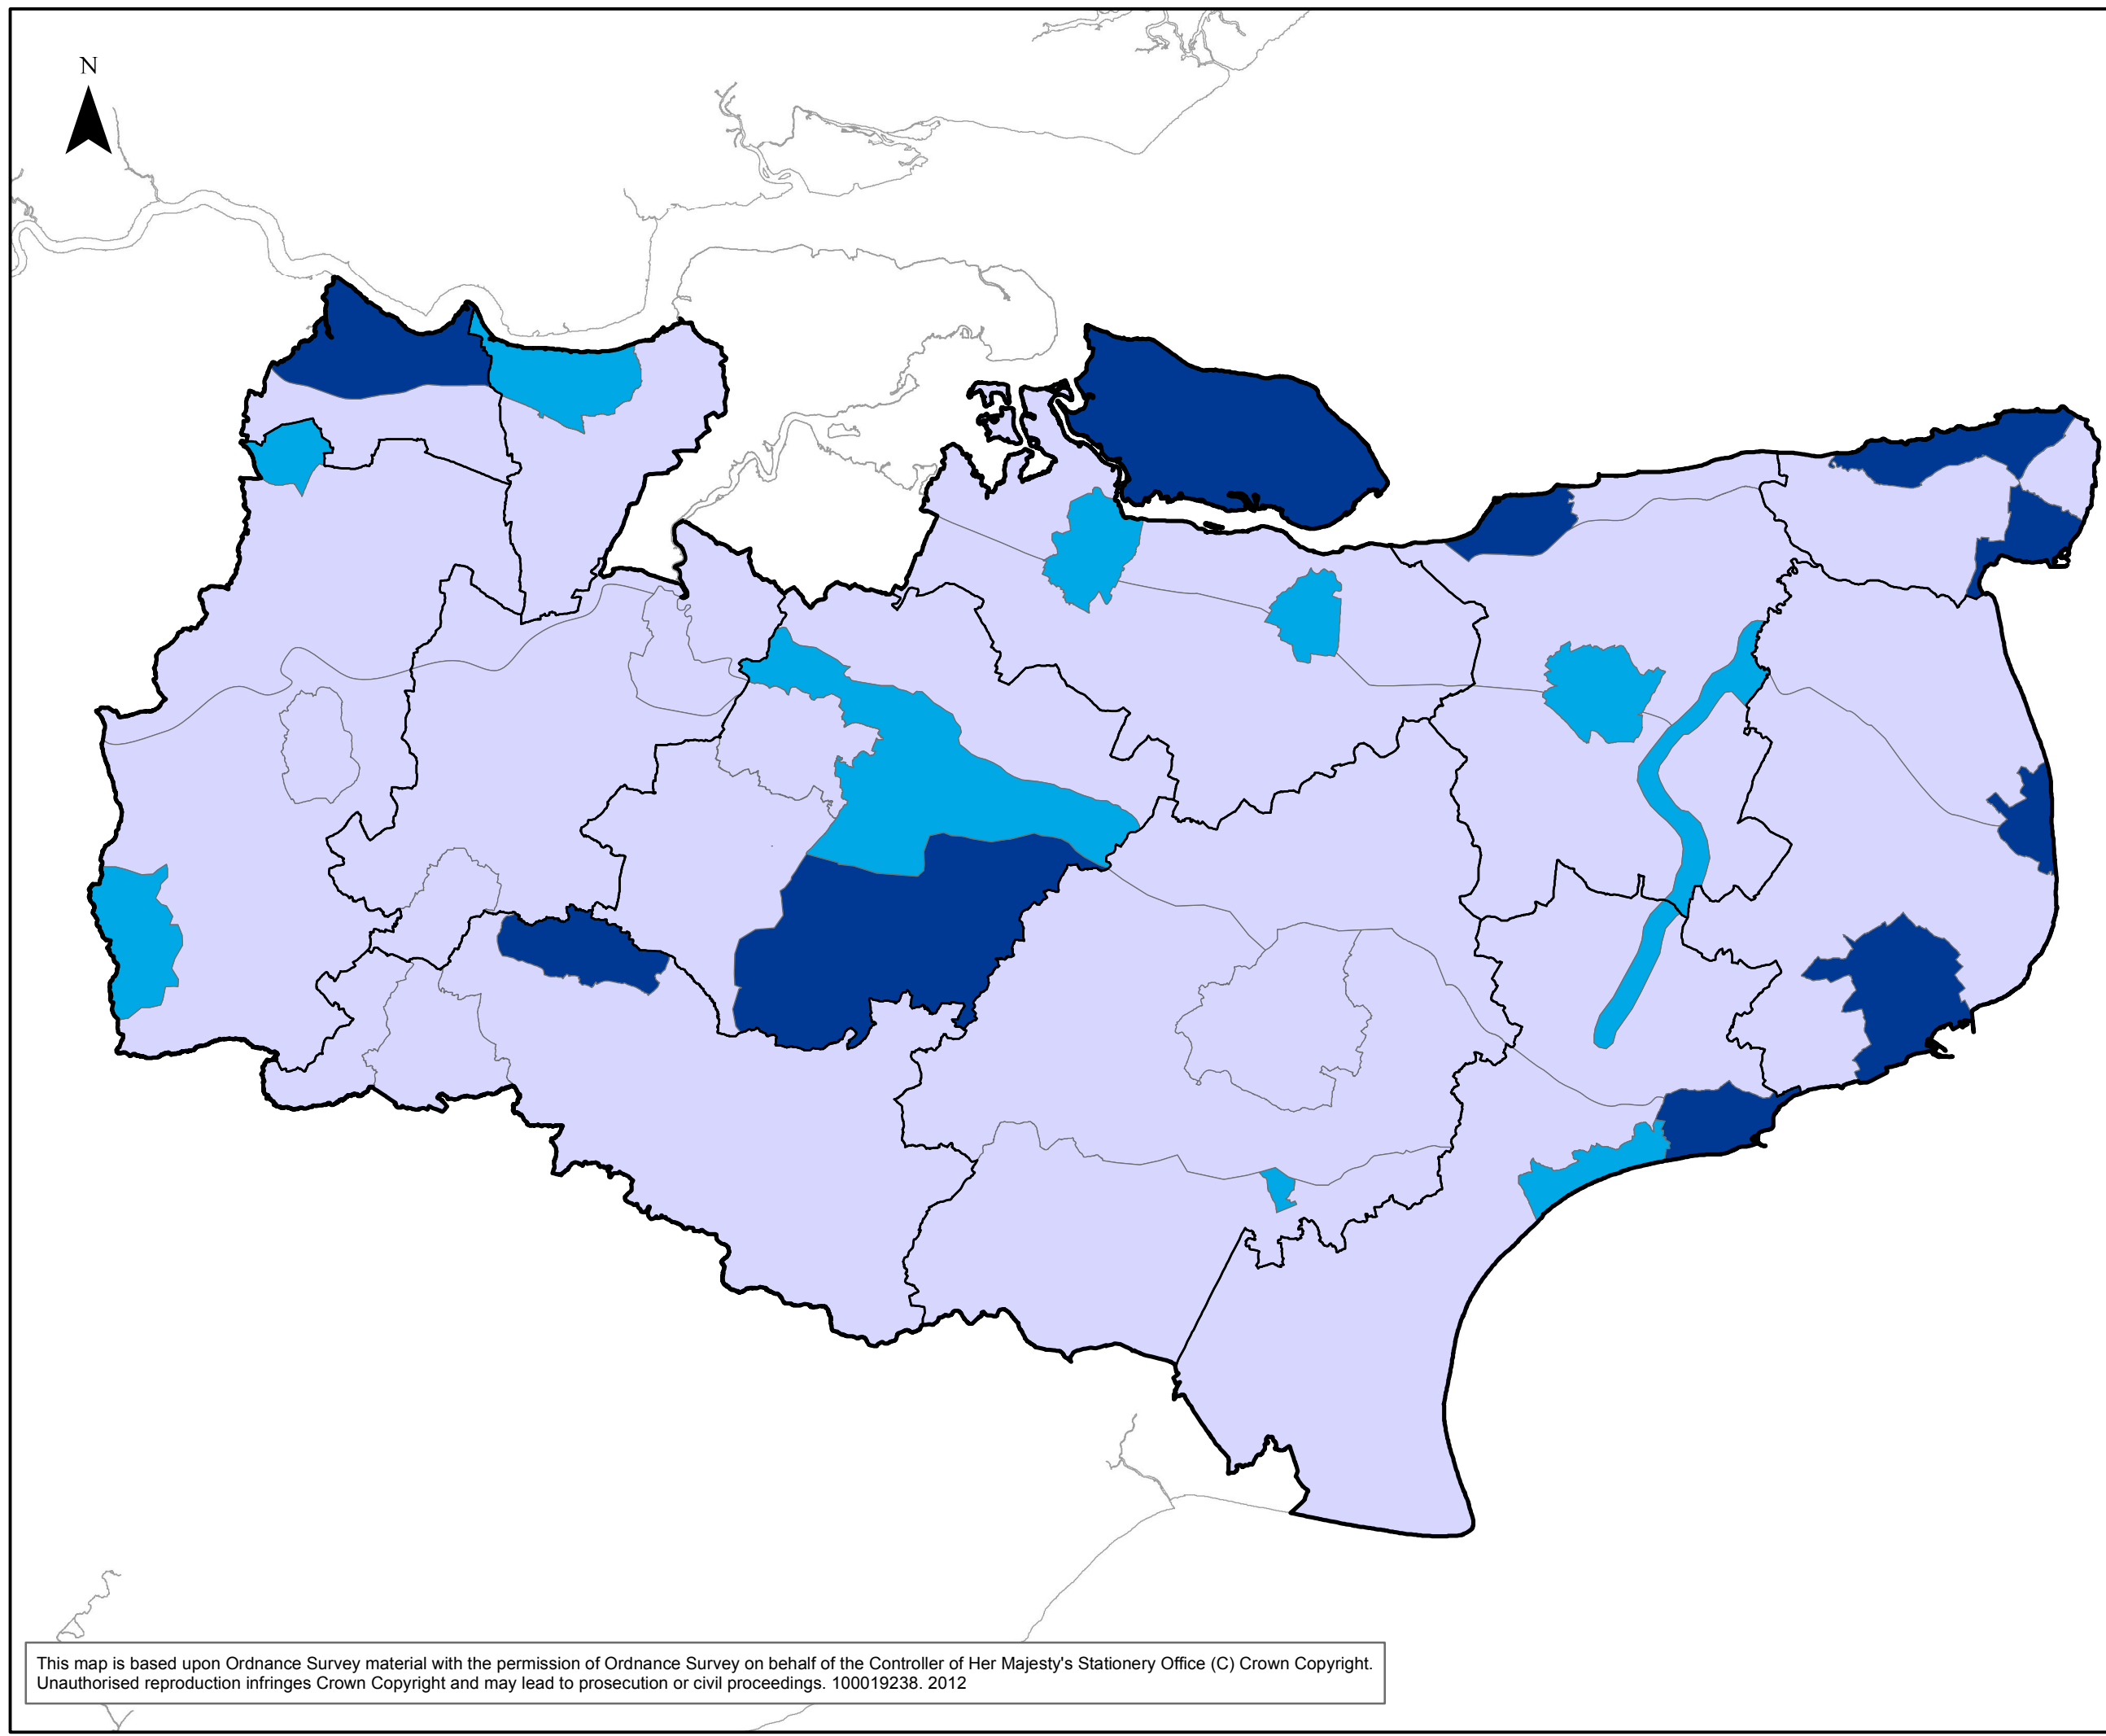 N
This map is based upon Ordnance Survey material with the permission of Ordnance Survey on behalf of the Controller of Her Majesty's Stationery Office (C) Crown Copyright.
Unauthorised reproduction infringes Crown Copyright and may lead to prosecution or civil proceedings. 100019238. 2012